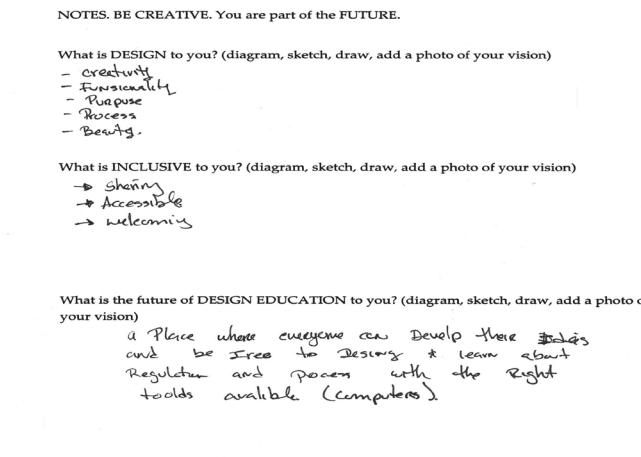 NOTES. BE CREATIVE. You are part of the FUTURE.
What is DESIGN to you? (diagram, sketch, draw, add a photo of your vision)
- Creativity
- Funsionality
- Purpuse
- Process
- Beauty.
What is INCLUSIVE to you? (diagram, sketch, draw, add a photo of your vision)
→ Sharing
→ Accessible
→ welcoming
What is the future of DESIGN EDUCATION to you? (diagram, sketch, draw, add a photo o
your vision)
a Place where everyone can Develp there Ideas
and be Free to Desing & learn about
Regulation and process with the Right
toolds avalible (computers).